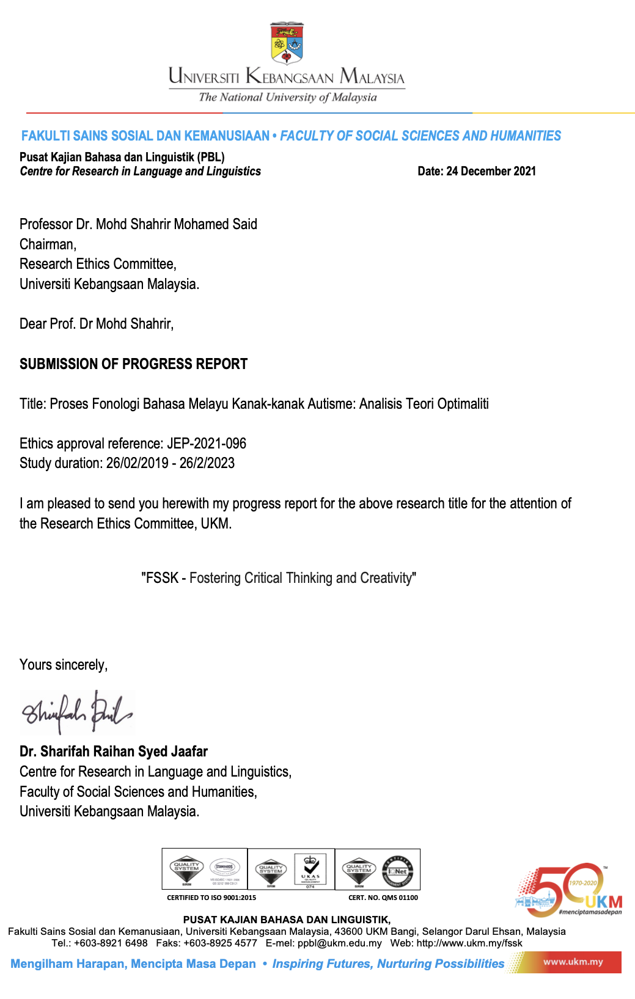 UNIVERSITI KEBANGSAAN MALAYSIA
The National University of Malaysia
FAKULTI SAINS SOSIAL DAN KEMANUSIAAN • FACULTY OF SOCIAL SCIENCES AND HUMANITIES
Pusat Kajian Bahasa dan Linguistik (PBL)
Centre for Research in Language and Linguistics
Date: 24 December 2021
Professor Dr. Mohd Shahrir Mohamed Said
Chairman,
Research Ethics Committee,
Universiti Kebangsaan Malaysia.
Dear Prof. Dr Mohd Shahrir,
SUBMISSION OF PROGRESS REPORT
Title: Proses Fonologi Bahasa Melayu Kanak-kanak Autisme: Analisis Teori Optimaliti
Ethics approval reference: JEP-2021-096
Study duration: 26/02/2019 - 26/2/2023
I am pleased to send you herewith my progress report for the above research title for the attention of
the Research Ethics Committee, UKM.
"FSSK - Fostering Critical Thinking and Creativity"
Yours sincerely,
Dr. Sharifah Raihan Syed Jaafar
Centre for Research in Language and Linguistics,
Faculty of Social Sciences and Humanities,
Universiti Kebangsaan Malaysia.
QUALITY SYSTEM
STANDARDS
QUALITY SYSTEM
UKAS
QUALITY
MANAGEMENT
074
QUALITY SYSTEM
CERTIFIED
IQNet
MANAGEMENT SYSTEM
CERTIFIED TO ISO 9001:2015
CERT. NO. QMS 01100
50
TM
1970-2020
UKM
#menciptamasadepan
PUSAT KAJIAN BAHASA DAN LINGUISTIK,
Fakulti Sains Sosial dan Kemanusiaan, Universiti Kebangsaan Malaysia, 43600 UKM Bangi, Selangor Darul Ehsan, Malaysia
Tel.: +603-8921 6498 Faks: +603-8925 4577 E-mel: ppbl@ukm.edu.my Web: http://www.ukm.my/fssk
Mengilham Harapan, Mencipta Masa Depan • Inspiring Futures, Nurturing Possibilities
www.ukm.my